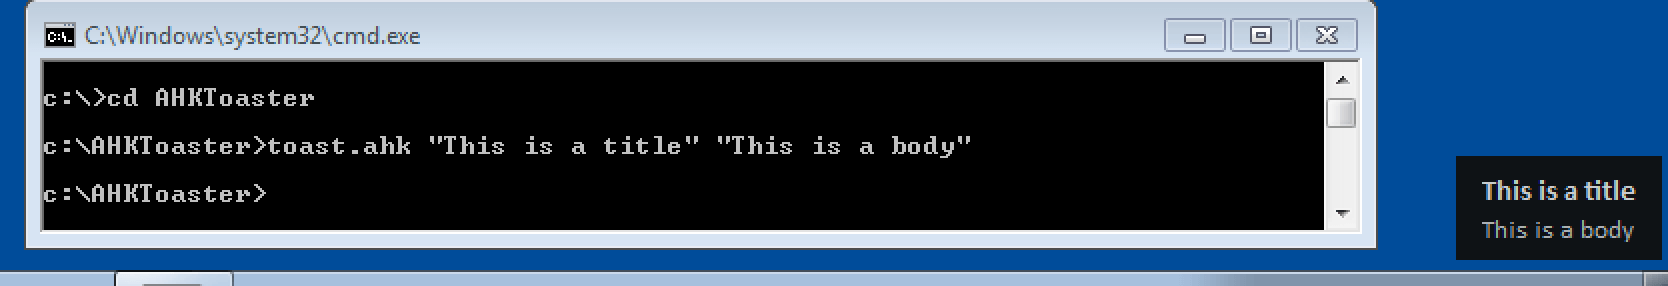 C:\Windows\system32\cmd.exe
c:\>cd AHKToaster
c:\AHKToaster>toast.ahk "This is a title" "This is a body"
c:\AHKToaster>
This is a title
This is a body